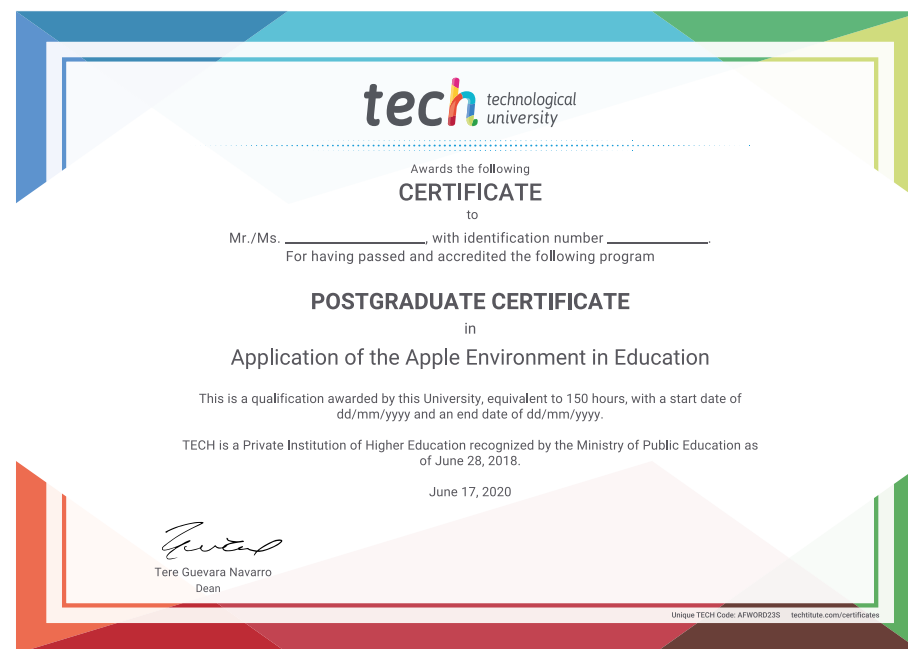 tech technological
university
Awards the following
CERTIFICATE
to
Mr./Ms. ____________________, with identification number ______________.
For having passed and accredited the following program
POSTGRADUATE CERTIFICATE
in
Application of the Apple Environment in Education
This is a qualification awarded by this University, equivalent to 150 hours, with a start date of
dd/mm/yyyy and an end date of dd/mm/yyyy.
TECH is a Private Institution of Higher Education recognized by the Ministry of Public Education as
of June 28, 2018.
June 17, 2020
Tere Guevara Navarro
Dean
Unique TECH Code: AFWORD23S techtitute.com/certificates